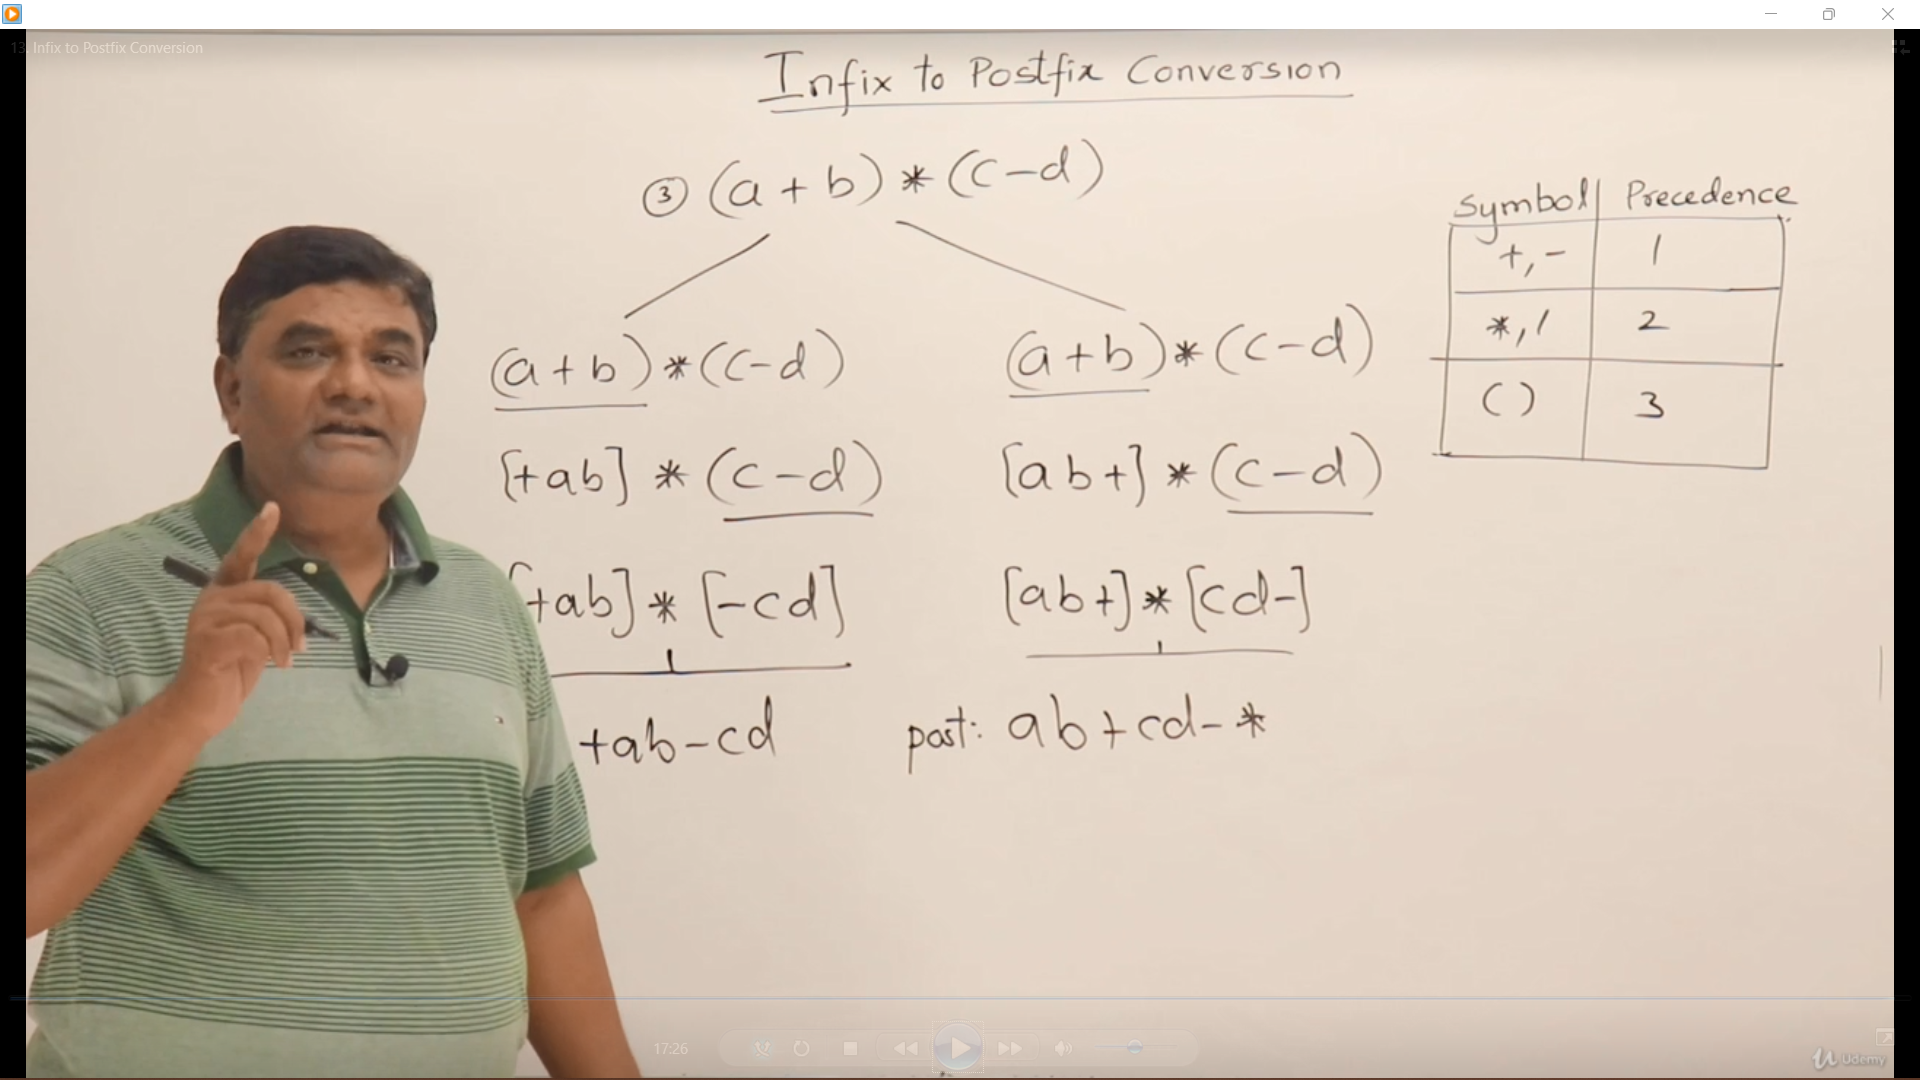 13. Infix to Postfix Conversion
Infix to Postfix Conversion
③ (a + b) * (c - d)
Symbol Precedence
+, - 1
*, / 2
( ) 3
(a + b) * (c - d)
[+ab] * (c - d)
+ab] * [-cd]
+ab-cd
(a + b) * (c - d)
[ab+] * (c - d)
[ab+] * [cd-]
post: ab+cd-*
17:26
Udemy